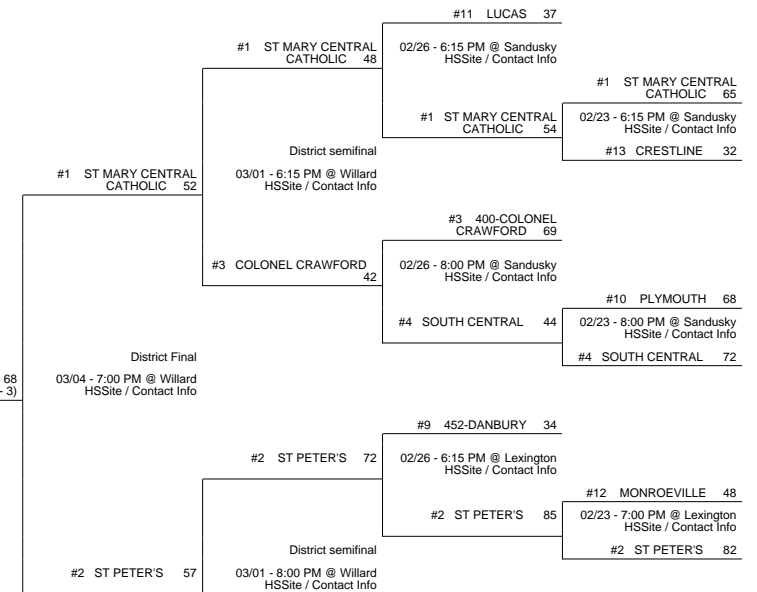 #11 LUCAS 37
#1 ST MARY CENTRAL
CATHOLIC 48
02/26 - 6:15 PM @ Sandusky
HSSite / Contact Info
#1 ST MARY CENTRAL
CATHOLIC 65
#1 ST MARY CENTRAL
CATHOLIC 54
02/23 - 6:15 PM @ Sandusky
HSSite / Contact Info
District semifinal
#13 CRESTLINE 32
#1 ST MARY CENTRAL
CATHOLIC 52
03/01 - 6:15 PM @ Willard
HSSite / Contact Info
#3 400-COLONEL
CRAWFORD 69
#3 COLONEL CRAWFORD
42
02/26 - 8:00 PM @ Sandusky
HSSite / Contact Info
#10 PLYMOUTH 68
#4 SOUTH CENTRAL 44
02/23 - 8:00 PM @ Sandusky
HSSite / Contact Info
District Final
#4 SOUTH CENTRAL 72
68
- 3)
03/04 - 7:00 PM @ Willard
HSSite / Contact Info
#9 452-DANBURY 34
#2 ST PETER'S 72
02/26 - 6:15 PM @ Lexington
HSSite / Contact Info
#12 MONROEVILLE 48
#2 ST PETER'S 85
02/23 - 7:00 PM @ Lexington
HSSite / Contact Info
District semifinal
#2 ST PETER'S 82
#2 ST PETER'S 57
03/01 - 8:00 PM @ Willard
HSSite / Contact Info